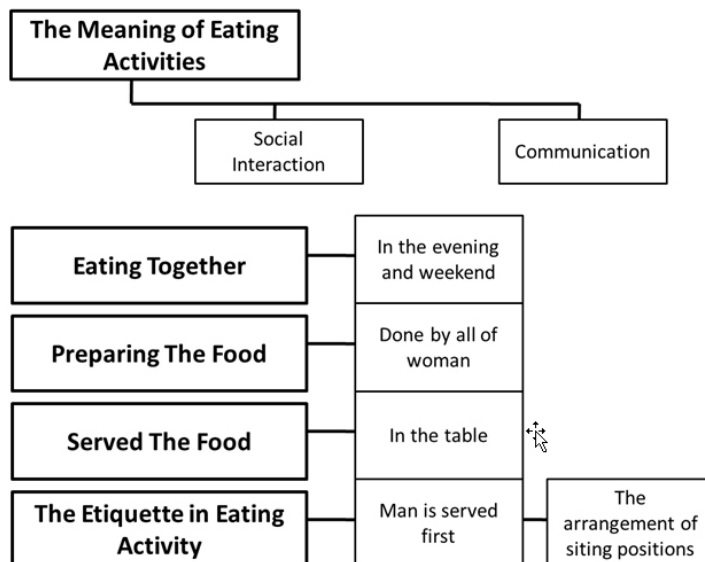 The Meaning of Eating
Activities
Social
Interaction
Communication
Eating Together
In the evening
and weekend
Preparing The Food
Done by all of
woman
Served The Food
In the table
The Etiquette in Eating
Activity
Man is served
first
The
arrangement of
siting positions